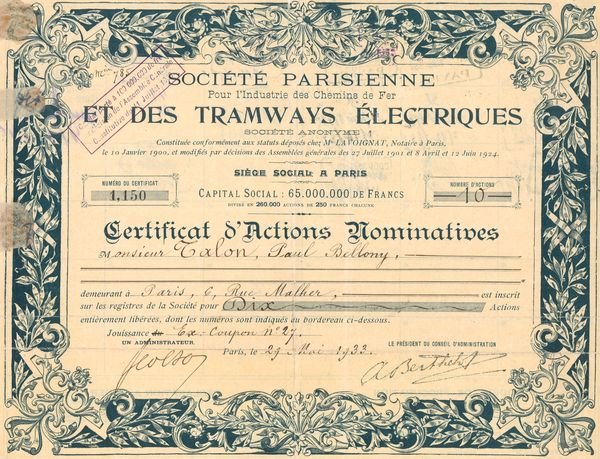 SOCIÉTÉ PARISIENNE
Pour l'Industrie des Chemins de Fer
ET DES TRAMWAYS ÉLECTRIQUES
SOCIÉTÉ ANONYME
Constituée conformément aux statuts déposés chez Me LAVOIGNAT, Notaire à Paris,
le 10 Janvier 1900, et modifiés par décisions des Assemblées générales des 27 Juillet 1901 et 8 Avril et 12 Juin 1924.
SIÈGE SOCIAL A PARIS
NUMÉRO DU CERTIFICAT
1,150
CAPITAL SOCIAL : 65.000.000 DE FRANCS
DIVISÉ EN 260.000 ACTIONS DE 250 FRANCS CHACUNE
NOMBRE D'ACTIONS
10
Certificat d'Actions Nominatives
Monsieur Talon, Paul Bellony,
demeurant à Paris, 6, Rue Malher, est inscrit
sur les registres de la Société pour Dix Actions
entièrement libérées, dont les numéros sont indiqués au bordereau ci-dessous.
Jouissance du Ex-Coupon n° 27
UN ADMINISTRATEUR
Paris, le 29 Mai 1933.
LE PRÉSIDENT DU CONSEIL D'ADMINISTRATION
ABerthelot